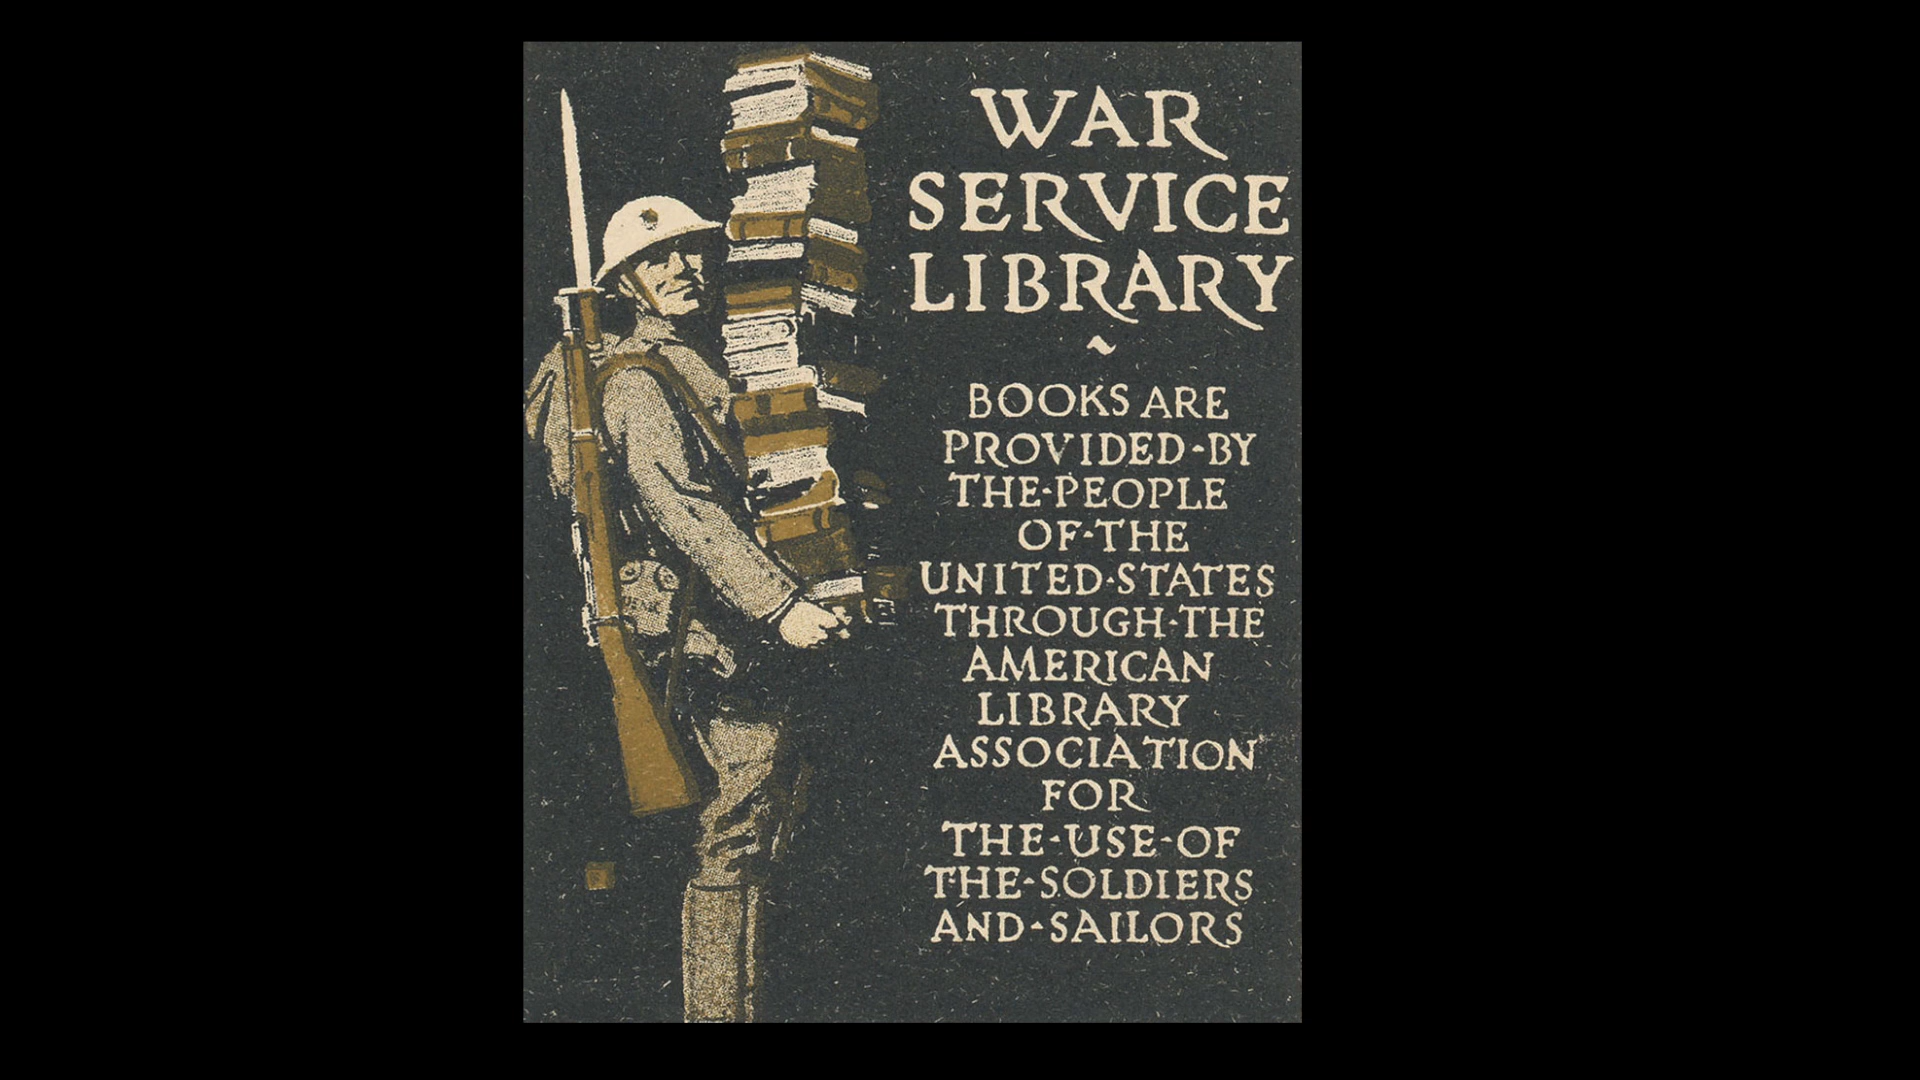 WAR
SERVICE
LIBRARY
~
BOOKS ARE
PROVIDED-BY
THE-PEOPLE
OF-THE
UNITED-STATES
THROUGH-THE
AMERICAN
LIBRARY
ASSOCIATION
FOR
THE-USE-OF
THE-SOLDIERS
AND-SAILORS